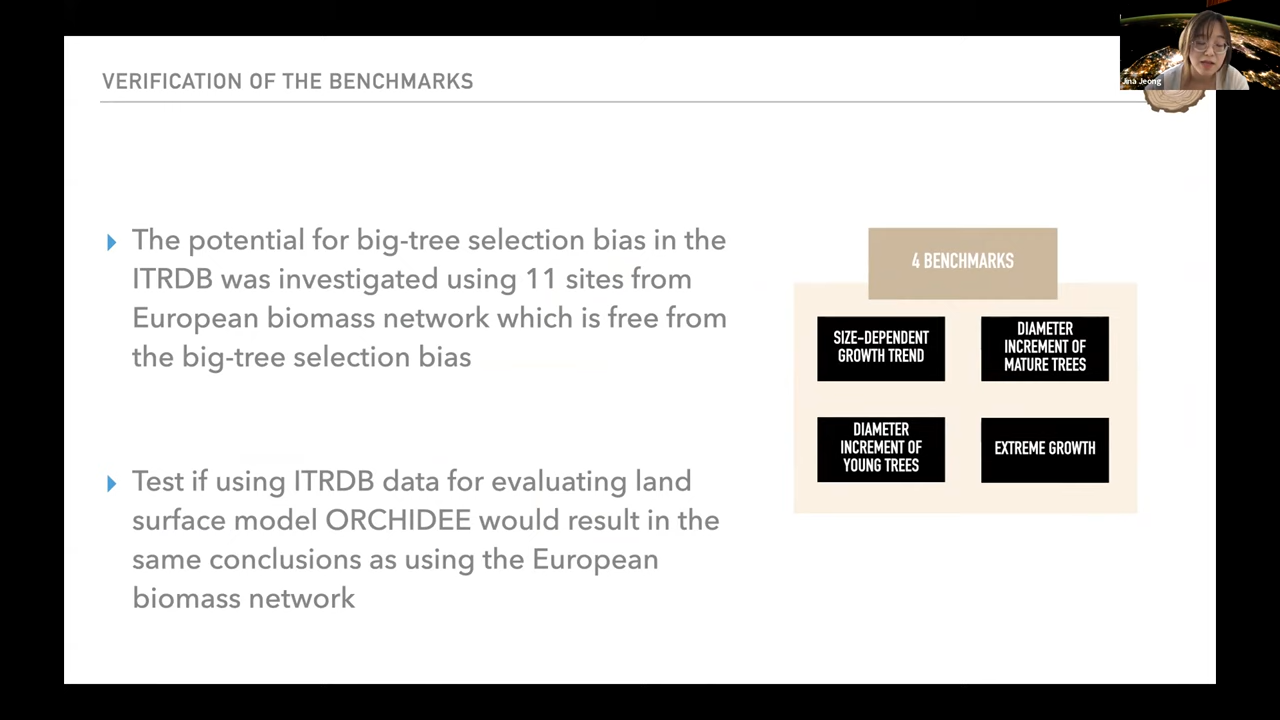 VERIFICATION OF THE BENCHMARKS
Jina Jeong
The potential for big-tree selection bias in the
ITRDB was investigated using 11 sites from
European biomass network which is free from
the big-tree selection bias
Test if using ITRDB data for evaluating land
surface model ORCHIDEE would result in the
same conclusions as using the European
biomass network
4 BENCHMARKS
SIZE-DEPENDENT
GROWTH TREND
DIAMETER
INCREMENT OF
MATURE TREES
DIAMETER
INCREMENT OF
YOUNG TREES
EXTREME GROWTH